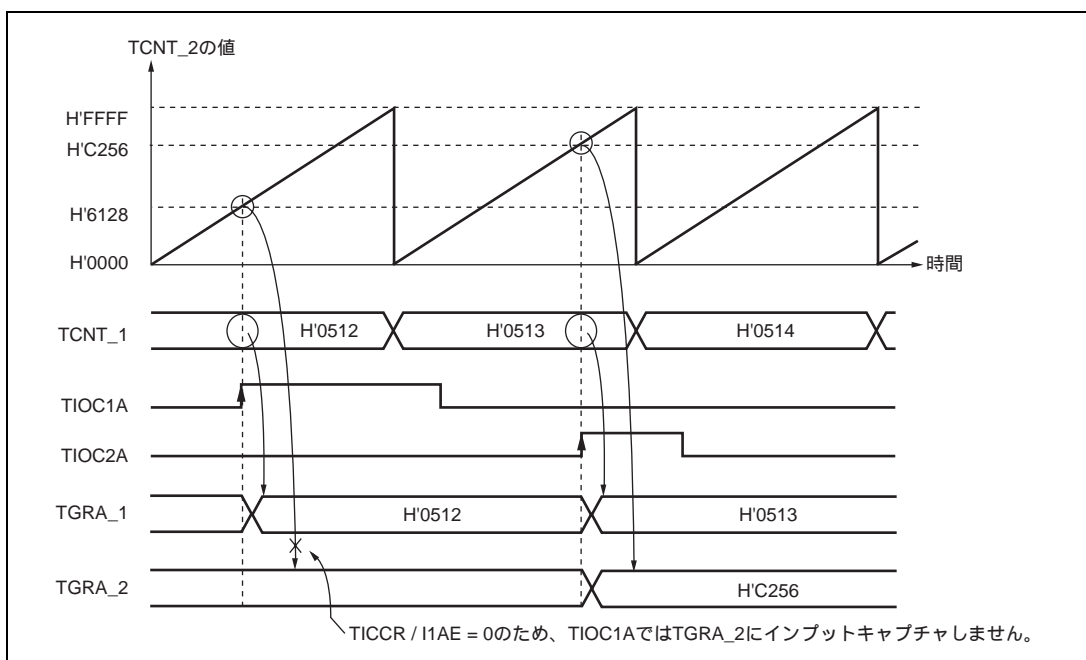 TCNT_2の値
H'FFFF
H'C256
H'6128
H'0000
時間
TCNT_1 H'0512 H'0513 H'0514
TIOC1A
TIOC2A
TGRA_1 H'0512 H'0513
TGRA_2 H'C256
TICCR / I1AE = 0のため、TIOC1AではTGRA_2にインプットキャプチャしません。